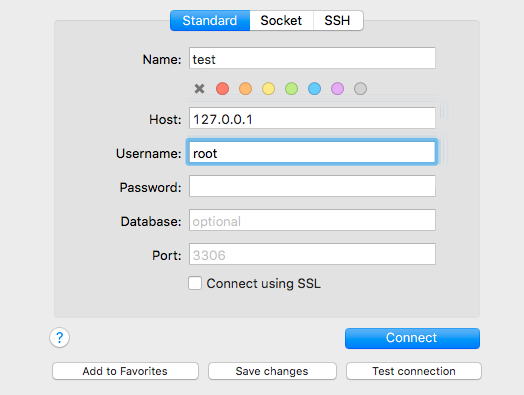 Standard Socket SSH
Name: test
Host: 127.0.0.1
Username: root
Password:
Database: optional
Port: 3306
Connect using SSL
? Connect
Add to Favorites Save changes Test connection